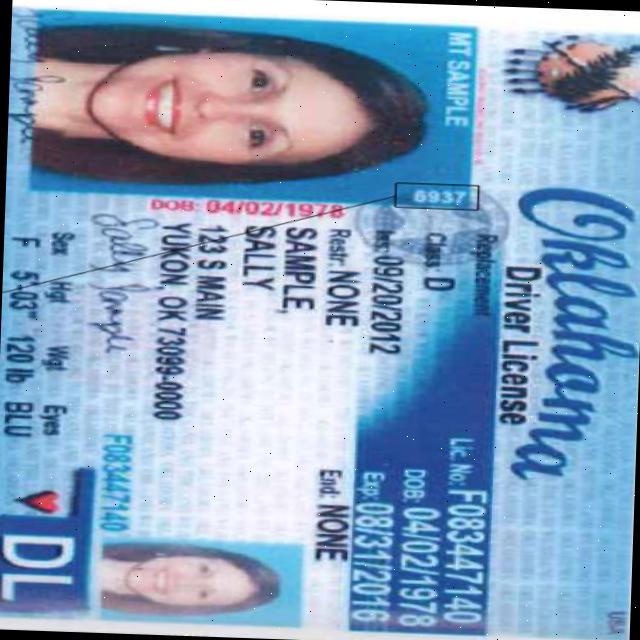 Oklahoma
USA
Driver License
MT SAMPLE
6937
Replacement
Class: D
Iss: 09/20/2012
Lic. No: F083447140
DOB: 04/02/1978
Exp: 08/31/2016
Restr: NONE
End: NONE
DOB: 04/02/1978
SAMPLE,
SALLY
123 S MAIN
YUKON, OK 73099-0000
Sally Sample
F083447140
Sex Hgt Wgt Eyes
F 5'-03" 120 lb BLU
DL